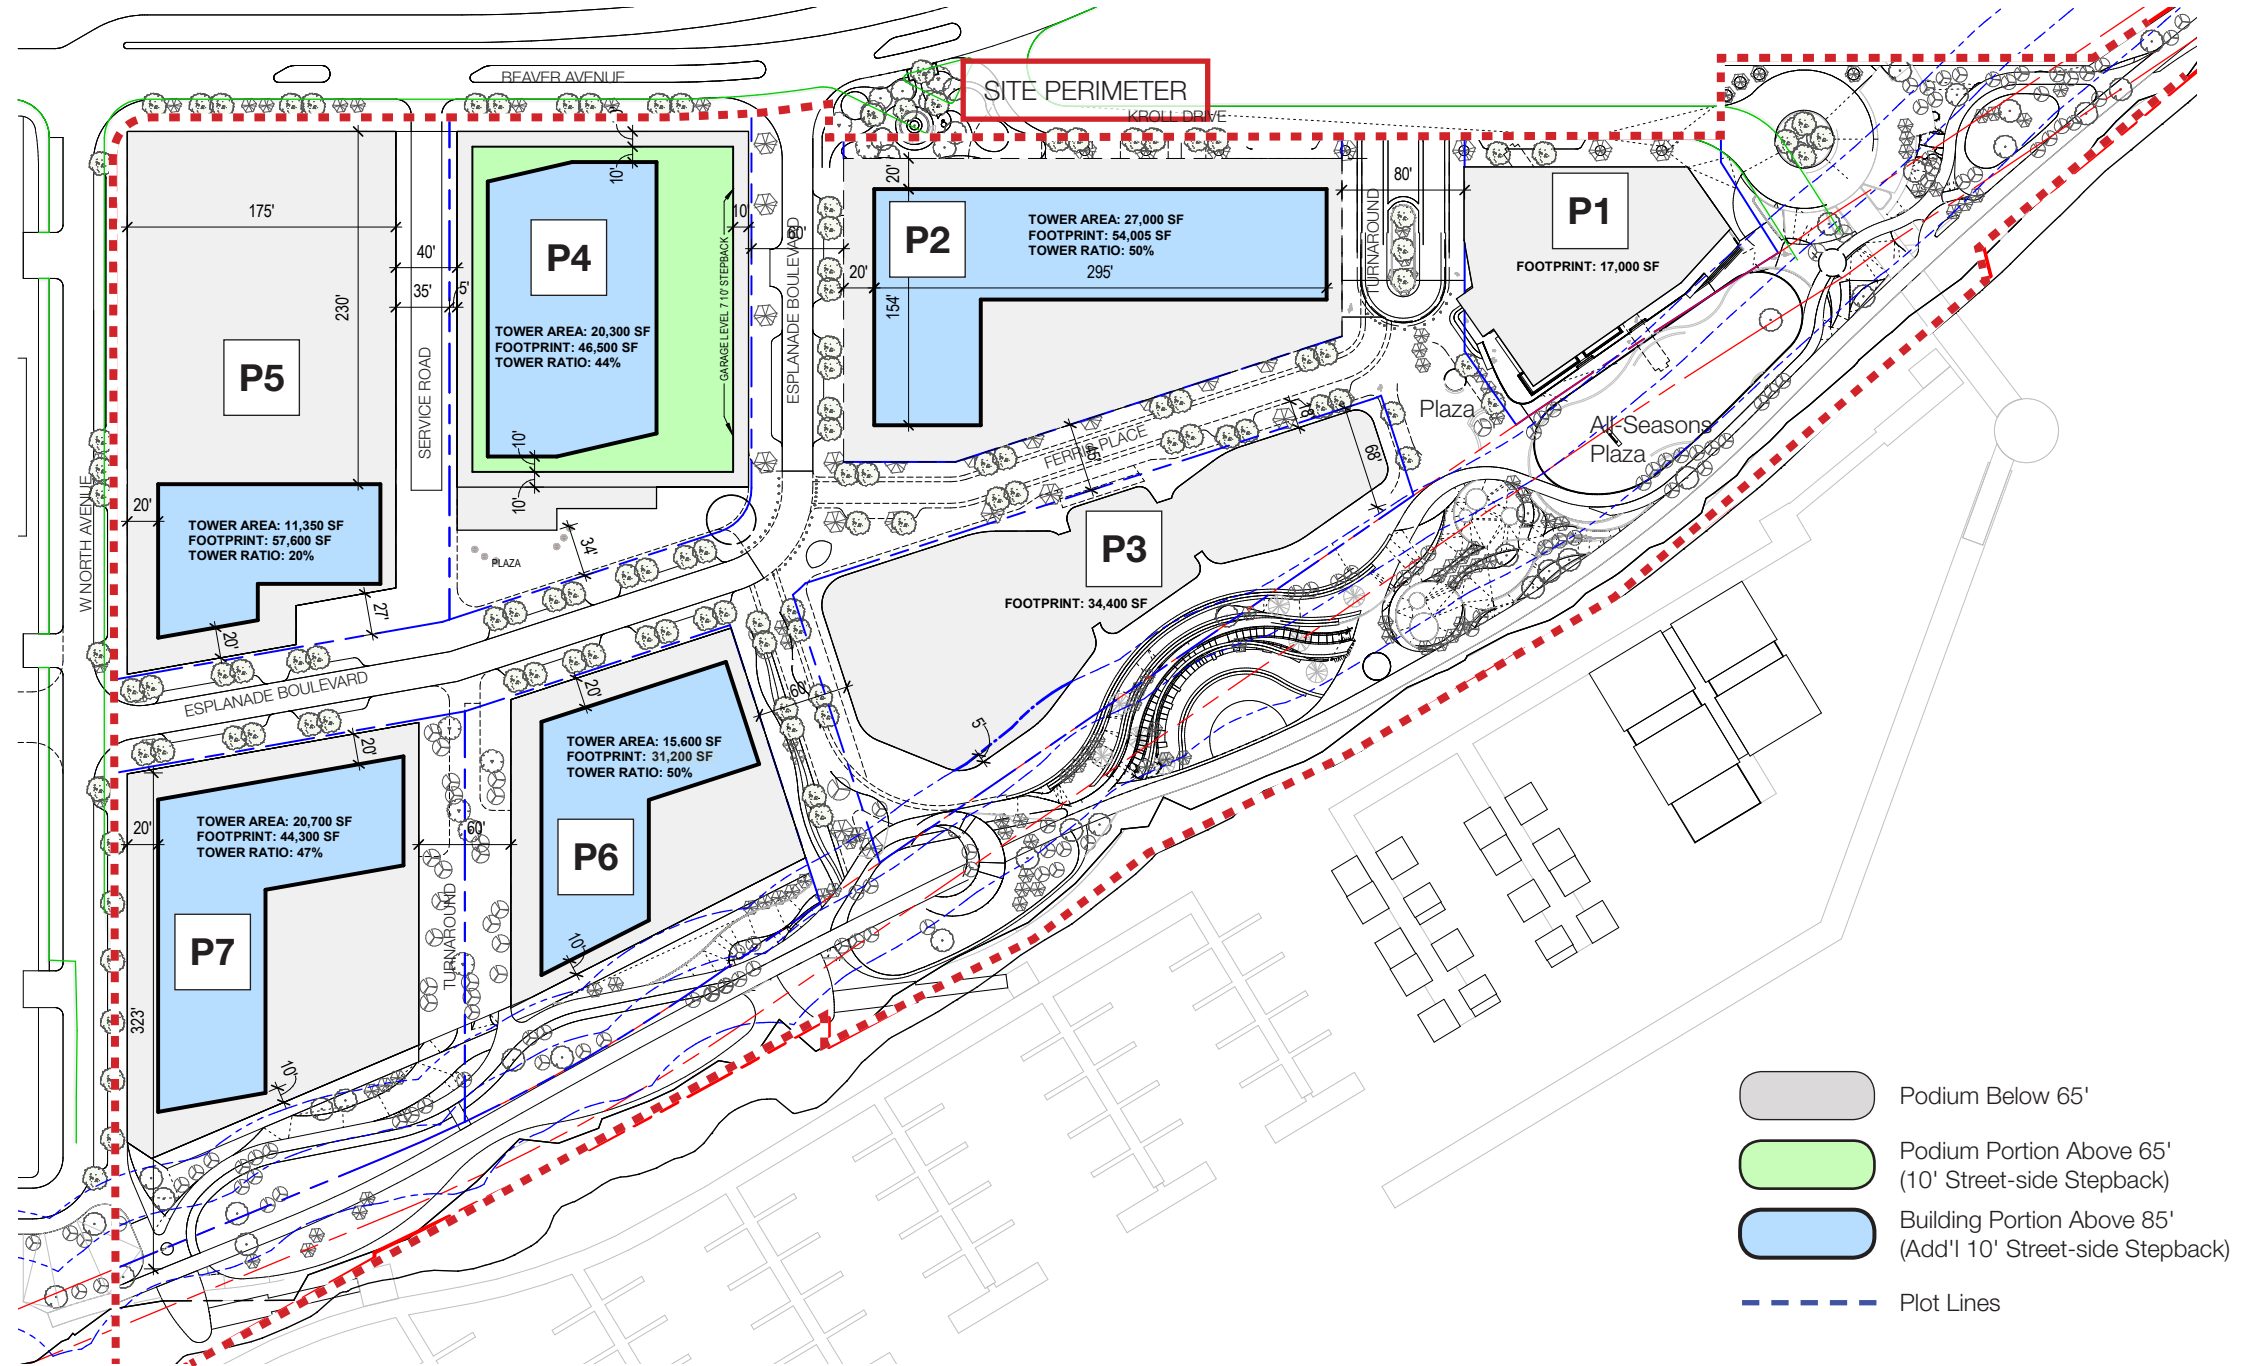 BEAVER AVENUE
SITE PERIMETER
KROLL DRIVE
10'
20'
80'
175'
P4
10'
P2
TOWER AREA: 27,000 SF
FOOTPRINT: 54,005 SF
TOWER RATIO: 50%
P1
FOOTPRINT: 17,000 SF
TURNAROUND
40'
35'
5'
230'
GARAGE LEVEL 7 10' STEPBACK
ESPLANADE BOULEVARD
60'
20'
295'
154'
TOWER AREA: 20,300 SF
FOOTPRINT: 46,500 SF
TOWER RATIO: 44%
P5
SERVICE ROAD
Plaza
All-Seasons
Plaza
FERRIS PLACE
68'
10'
10'
W NORTH AVENUE
20'
TOWER AREA: 11,350 SF
FOOTPRINT: 57,600 SF
TOWER RATIO: 20%
34'
PLAZA
P3
FOOTPRINT: 34,400 SF
27'
20'
ESPLANADE BOULEVARD
20'
60'
5'
20'
TOWER AREA: 15,600 SF
FOOTPRINT: 31,200 SF
TOWER RATIO: 50%
P6
20'
TOWER AREA: 20,700 SF
FOOTPRINT: 44,300 SF
TOWER RATIO: 47%
60'
TURNAROUND
P7
10'
323'
10'
Podium Below 65'
Podium Portion Above 65'
(10' Street-side Stepback)
Building Portion Above 85'
(Add'l 10' Street-side Stepback)
Plot Lines